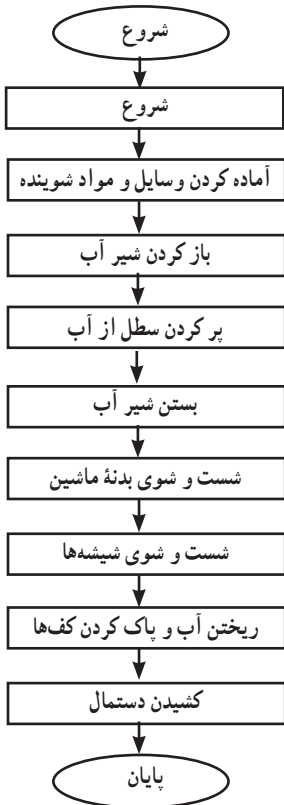 شروع
شروع
آماده کردن وسایل و مواد شوینده
باز کردن شیر آب
پر کردن سطل از آب
بستن شیر آب
شست و شوی بدنهٔ ماشین
شست و شوی شیشه‌ها
ریختن آب و پاک کردن کف‌ها
کشیدن دستمال
پایان